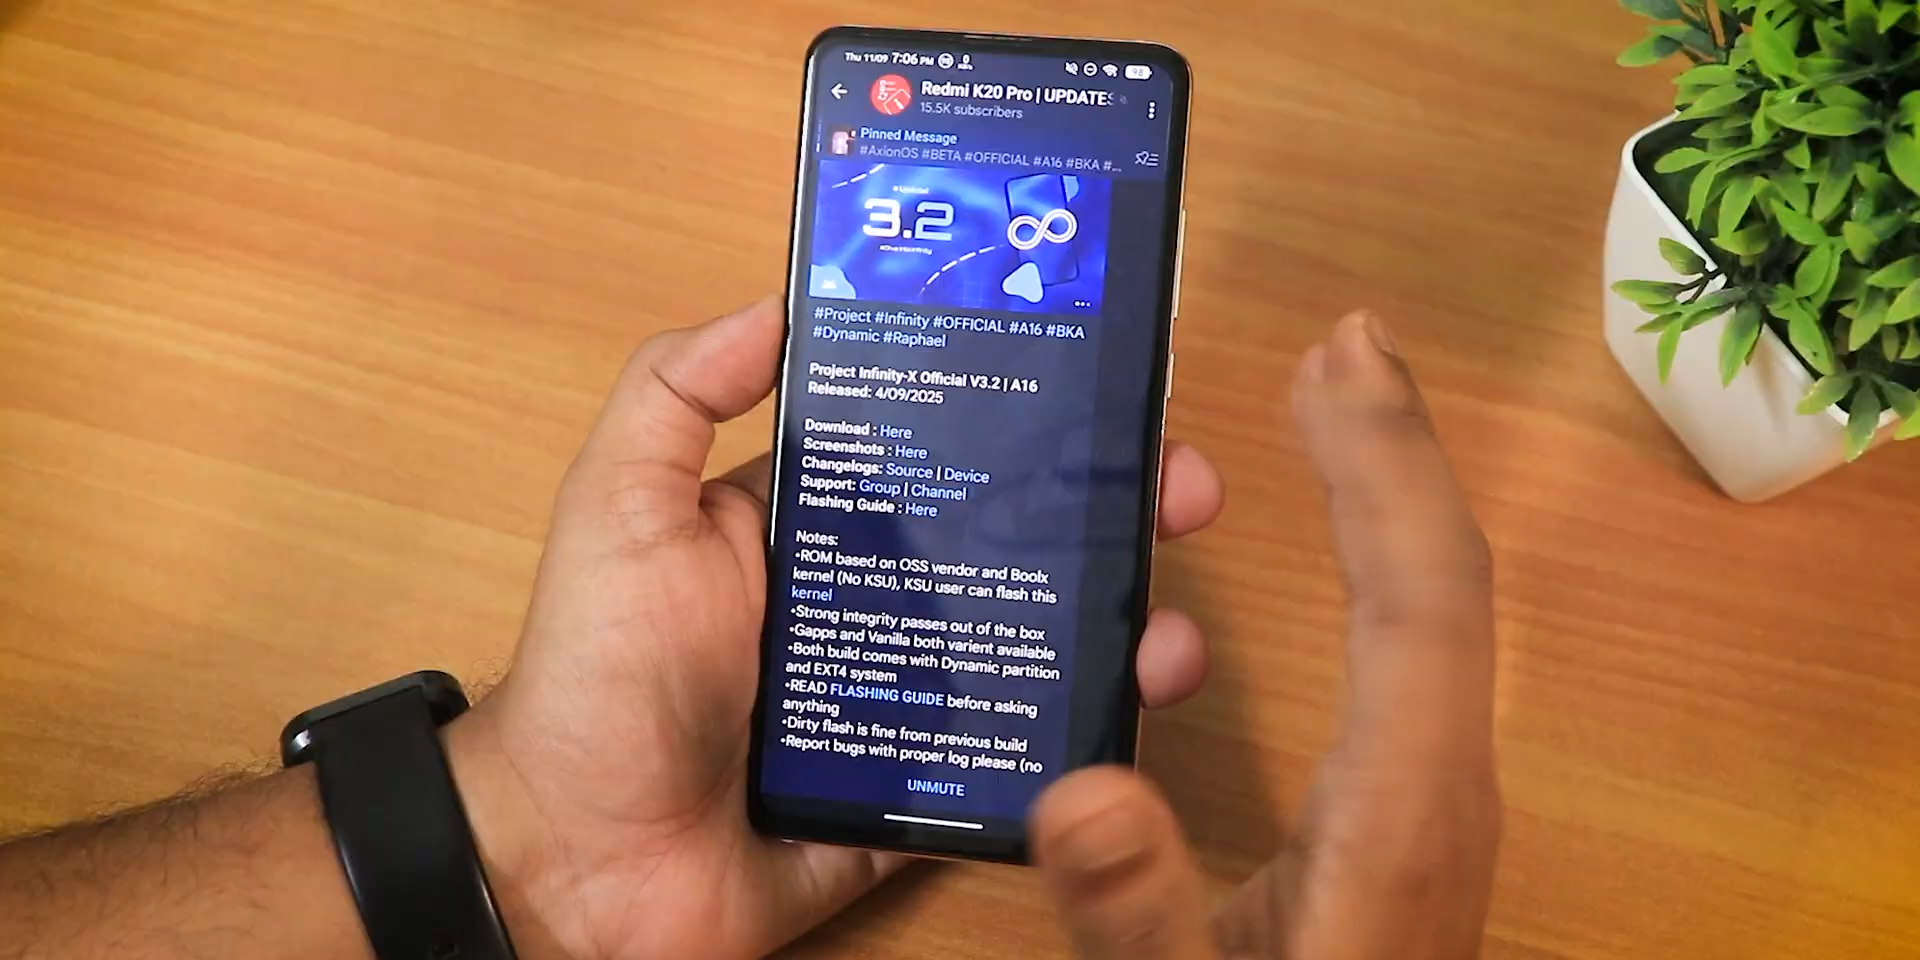 Thu 11/09 7:06 PM
98
Redmi K20 Pro | UPDATES
15.5K subscribers
Pinned Message
#AxionOS #BETA #OFFICIAL #A16 #BKA #...
3.2
#Project #Infinity #OFFICIAL #A16 #BKA
#Dynamic #Raphael
Project Infinity-X Official V3.2 | A16
Released: 4/09/2025
Download : Here
Screenshots : Here
Changelogs: Source | Device
Support: Group | Channel
Flashing Guide : Here
Notes:
•ROM based on OSS vendor and Boolx
kernel (No KSU), KSU user can flash this
kernel
•Strong integrity passes out of the box
•Gapps and Vanilla both varient available
•Both build comes with Dynamic partition
and EXT4 system
•READ FLASHING GUIDE before asking
anything
•Dirty flash is fine from previous build
•Report bugs with proper log please (no
UNMUTE